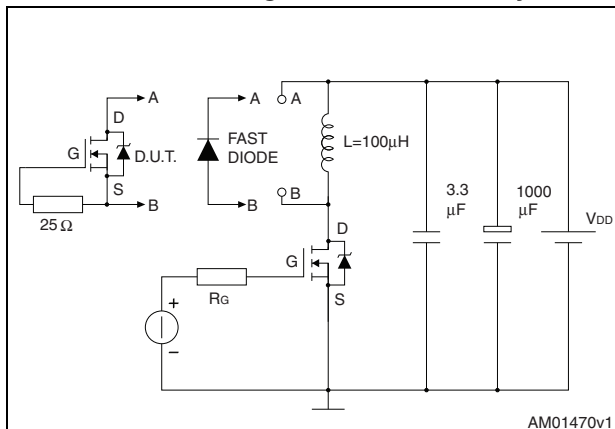 A
A
A
D
G
D.U.T.
FAST
DIODE
L=100µH
S
B
B
B
25 Ω
3.3
µF
1000
µF
VDD
D
G
S
RG
+
−
AM01470v1